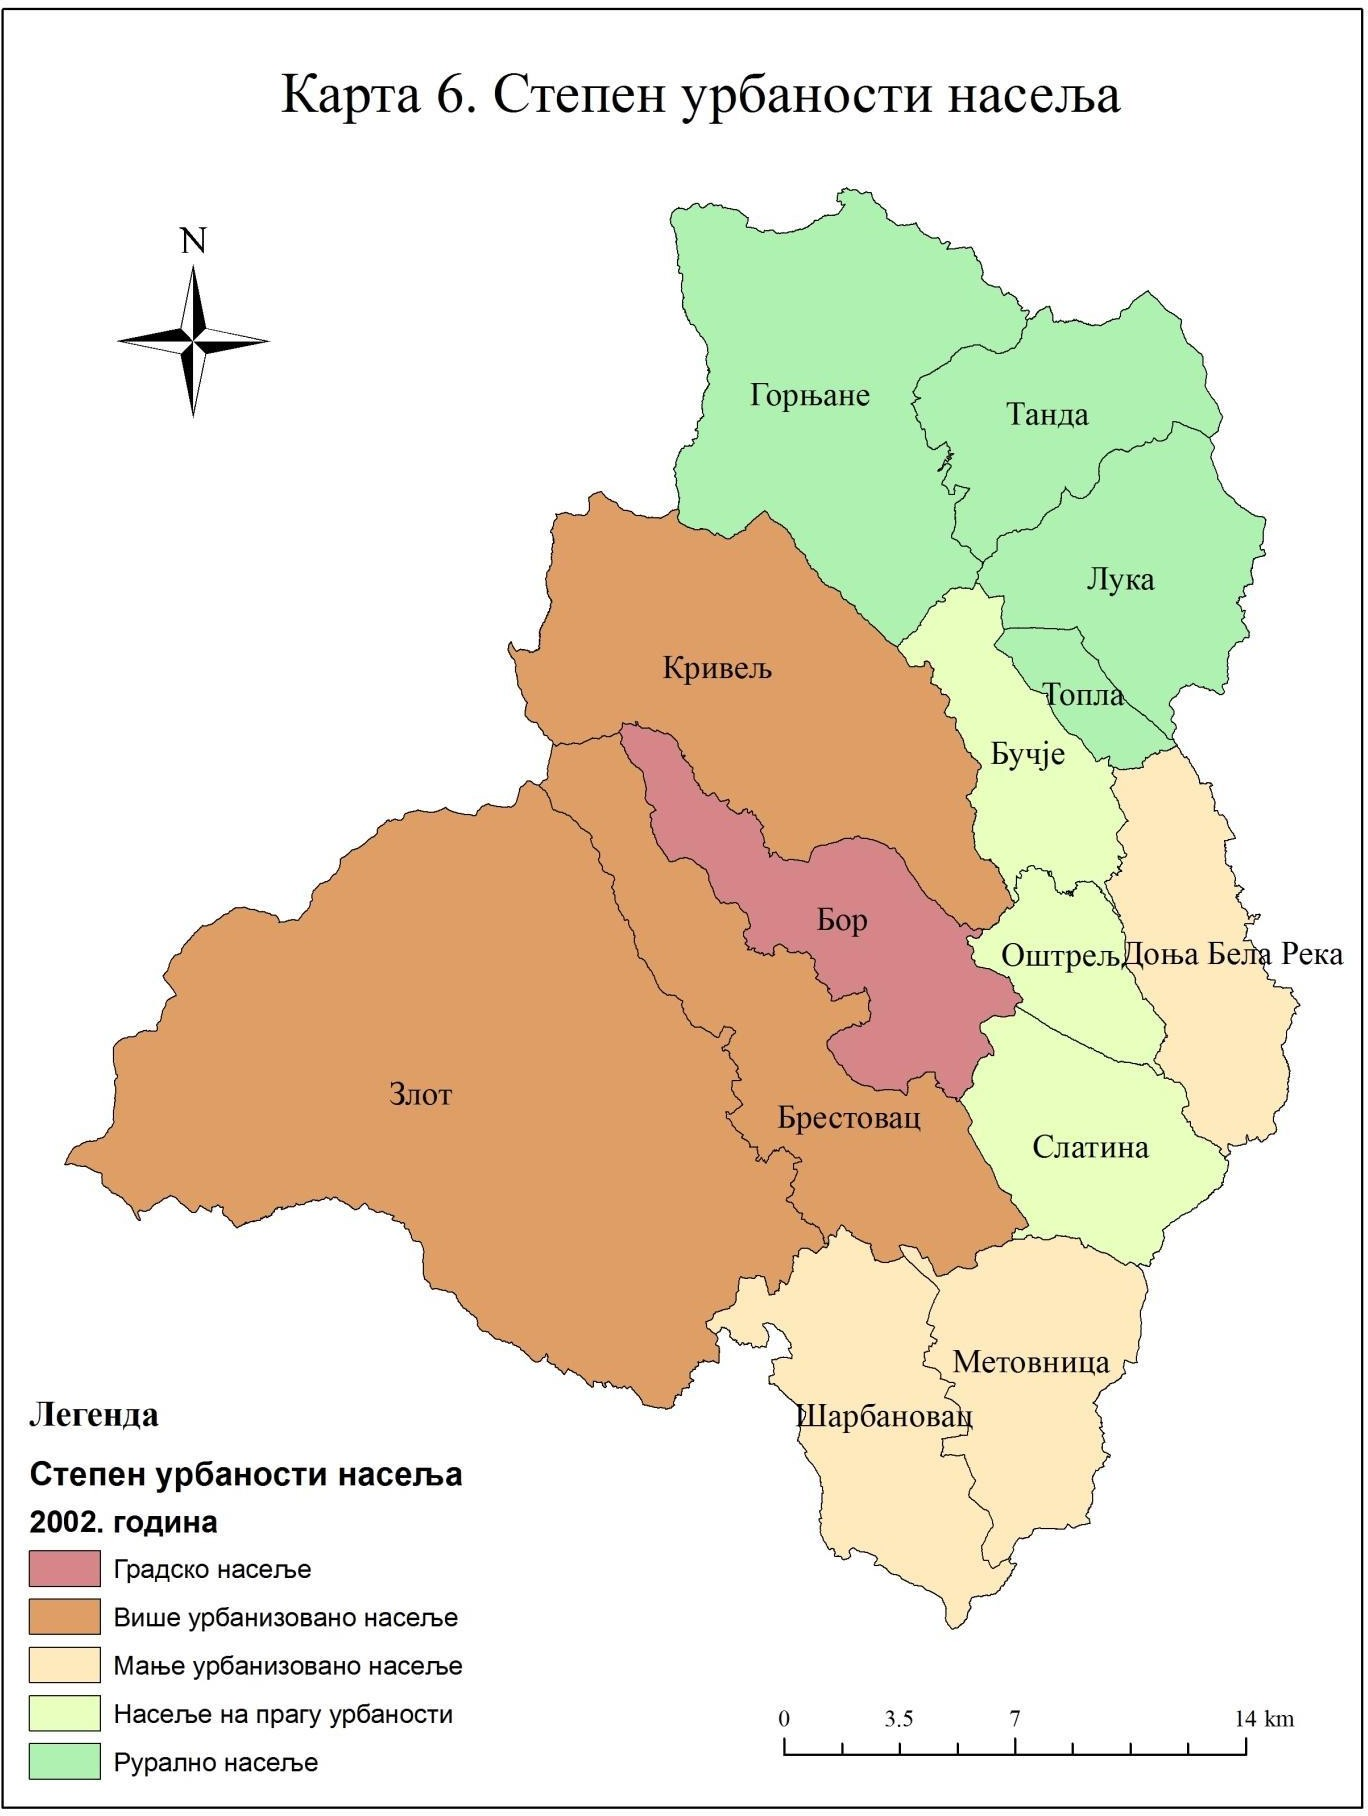 Карта 6. Степен урбаности насеља
N
Горњане
Танда
Лука
Кривељ
Топла
Бучје
Бор
Оштрељ
Доња Бела Река
Злот
Брестовац
Слатина
Метовница
Шарбановац
Легенда
Степен урбаности насеља
2002. година
Градско насеље
Више урбанизовано насеље
Мање урбанизовано насеље
Насеље на прагу урбаности
Рурално насеље
0 3.5 7 14 km